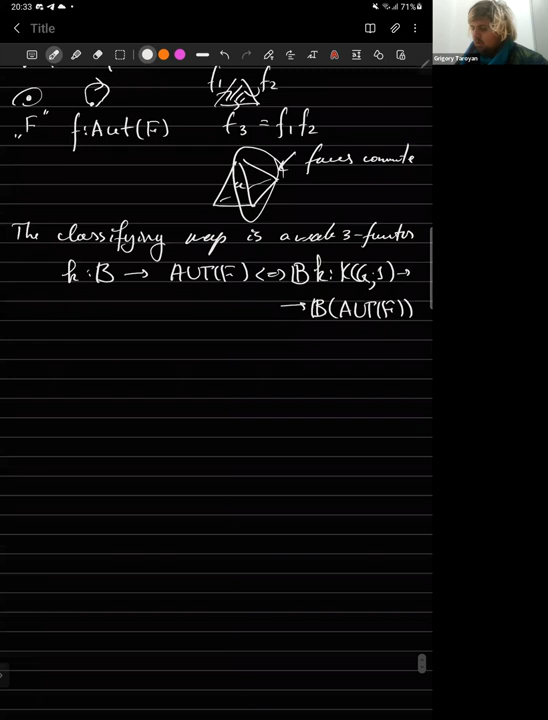 20:33
71%
Title
Grigory Taroyan
f₁ f₂
„F" f:Aut(F) f₃ = f₁f₂
faces commute
The classifying map is a weak 3-functor
k : B → AUT(F) <=> 𝔹k : K(G;1) →
→ 𝔹(AUT(F))